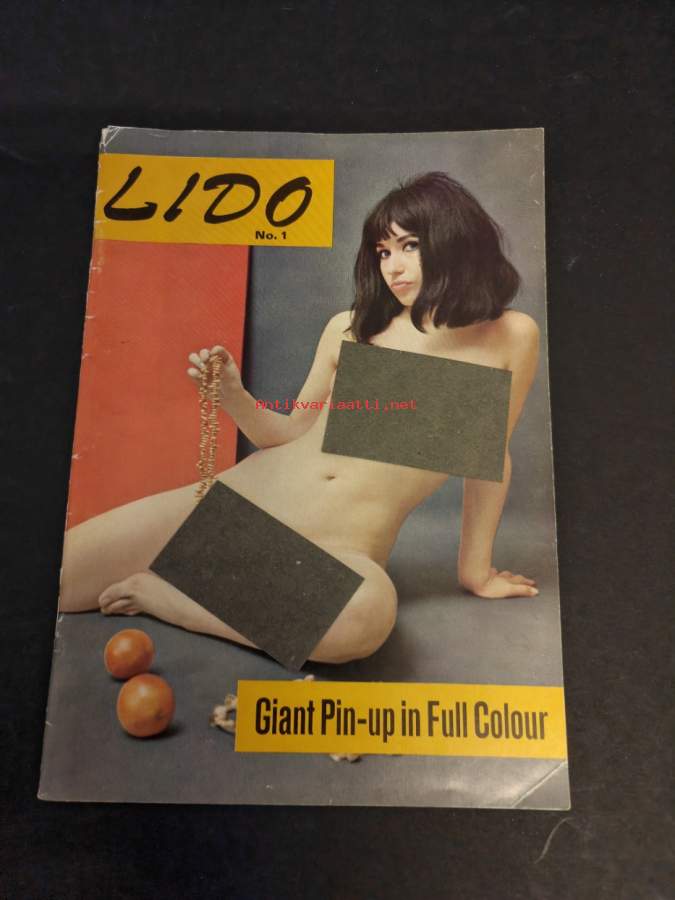 LIDO
No. 1
Antikvariaatti.net
Giant Pin-up in Full Colour